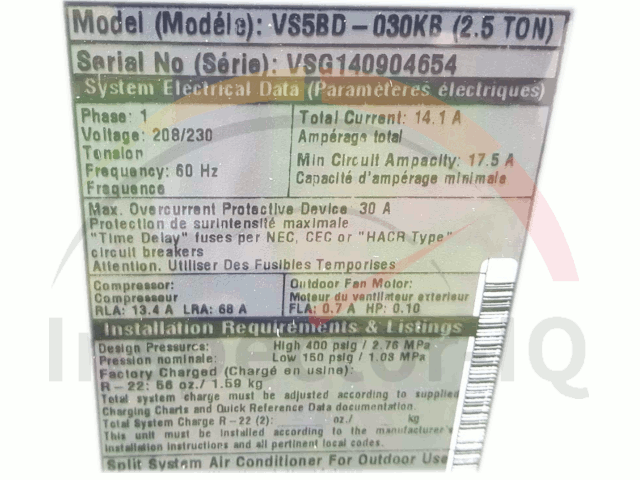 Model (Modéle): VS5BD-030KB (2.5 TON)
Serial No (Série): VSG140904654
System Electrical Data (Paraméteres électriques)
Phase: 1
Voltage: 208/230
Tension
Frequency: 60 Hz
Fraquence
Total Current: 14.1 A
Ampérage total
Min Circuit Ampacity: 17.5 A
Capacité d'ampérage minimale
Max. Overcurrent Protective Device 30 A
Protection de surintensité maximale
"Time Delay" fuses per NEC, CEC or "HACR Type"
circuit breakers
Attention. Utiliser Des Fusibles Temporises
Compressor:
Compresseur
RLA: 13.4 A LRA: 68 A
Outdoor Fan Motor:
Moteur du ventilateur exterieur
FLA: 0.7 A HP: 0.10
Installation Requirements & Listings
Design Pressurc: High 400 psig / 2.76 MPa
Pression nominale: Low 150 psig / 1.03 MPa
Factory Charged (Chargé en usine):
R-22: 56 oz./ 1.59 kg
Total system charge must be adjusted according to supplied
Charging Charts and Quick Reference Data documentation.
Total System Charge R-22 (2): oz./ kg
This unit must be installed according to the manufacturer's
installation instructions and all pertinent local codes.
Split System Air Conditioner For Outdoor Use
Inspector IQ